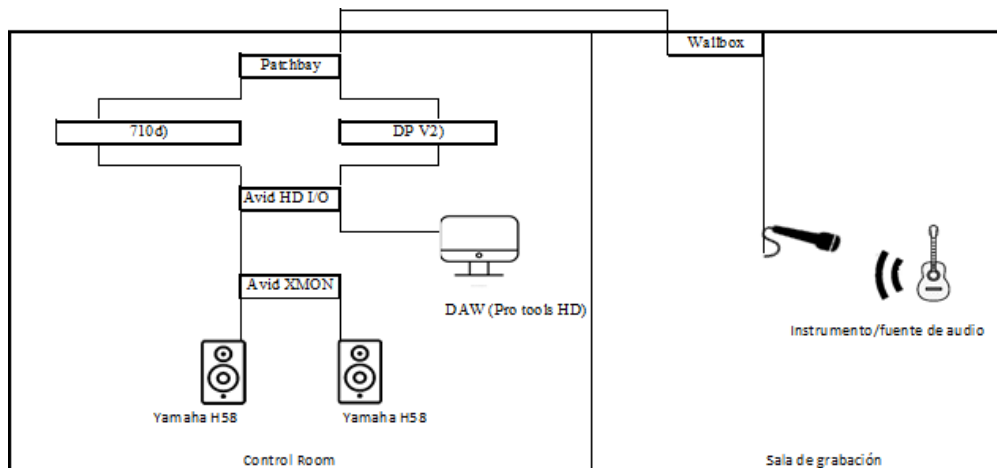 Wallbox
Patchbay
710d)
DP V2)
Avid HD I/O
Avid XMON
DAW (Pro tools HD)
Instrumento/fuente de audio
Yamaha H58
Yamaha H58
Control Room
Sala de grabación